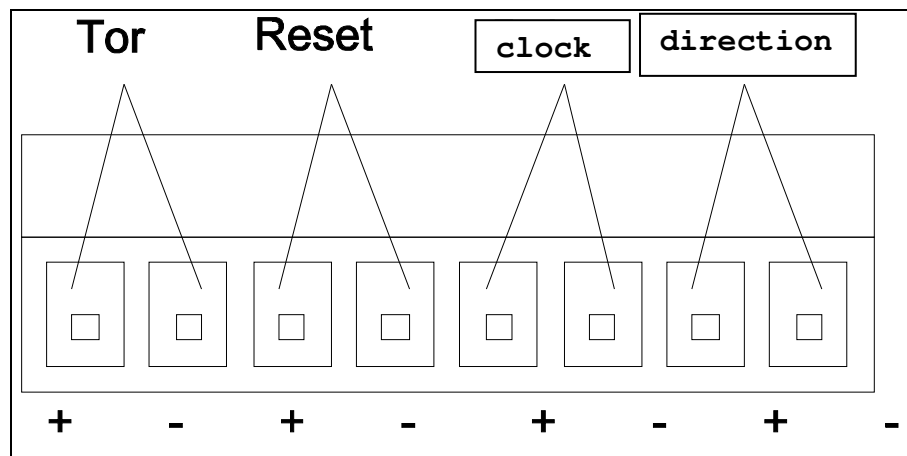 Tor Reset clock direction
+ - + - + - + -